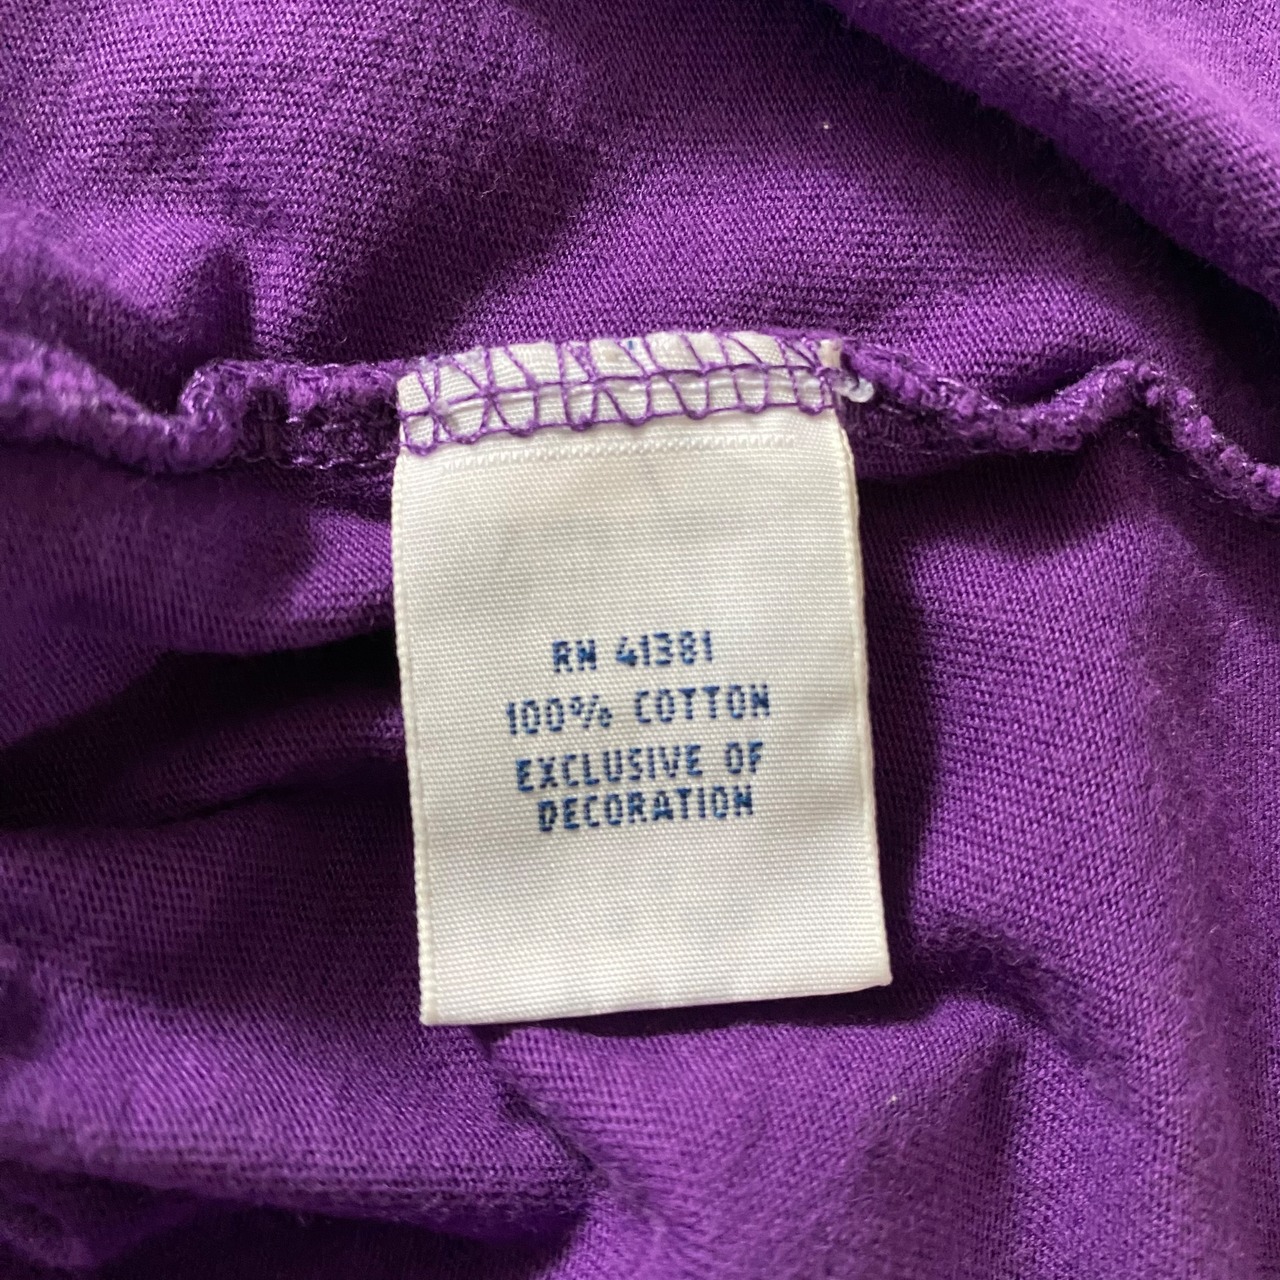 RN 41381
100% COTTON
EXCLUSIVE OF
DECORATION